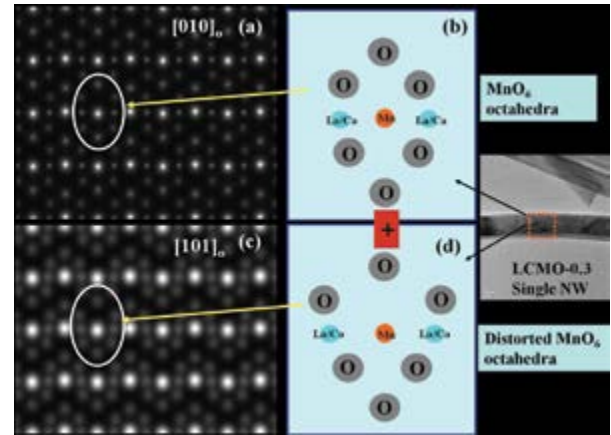 [010]o (a)
(b)
O
O
O
La/Ca
Mn
La/Ca
O
O
O
MnO6
octahedra
+
[101]o (c)
(d)
O
O
O
La/Ca
Mn
La/Ca
O
O
O
LCMO-0.3
Single NW
Distorted MnO6
octahedra